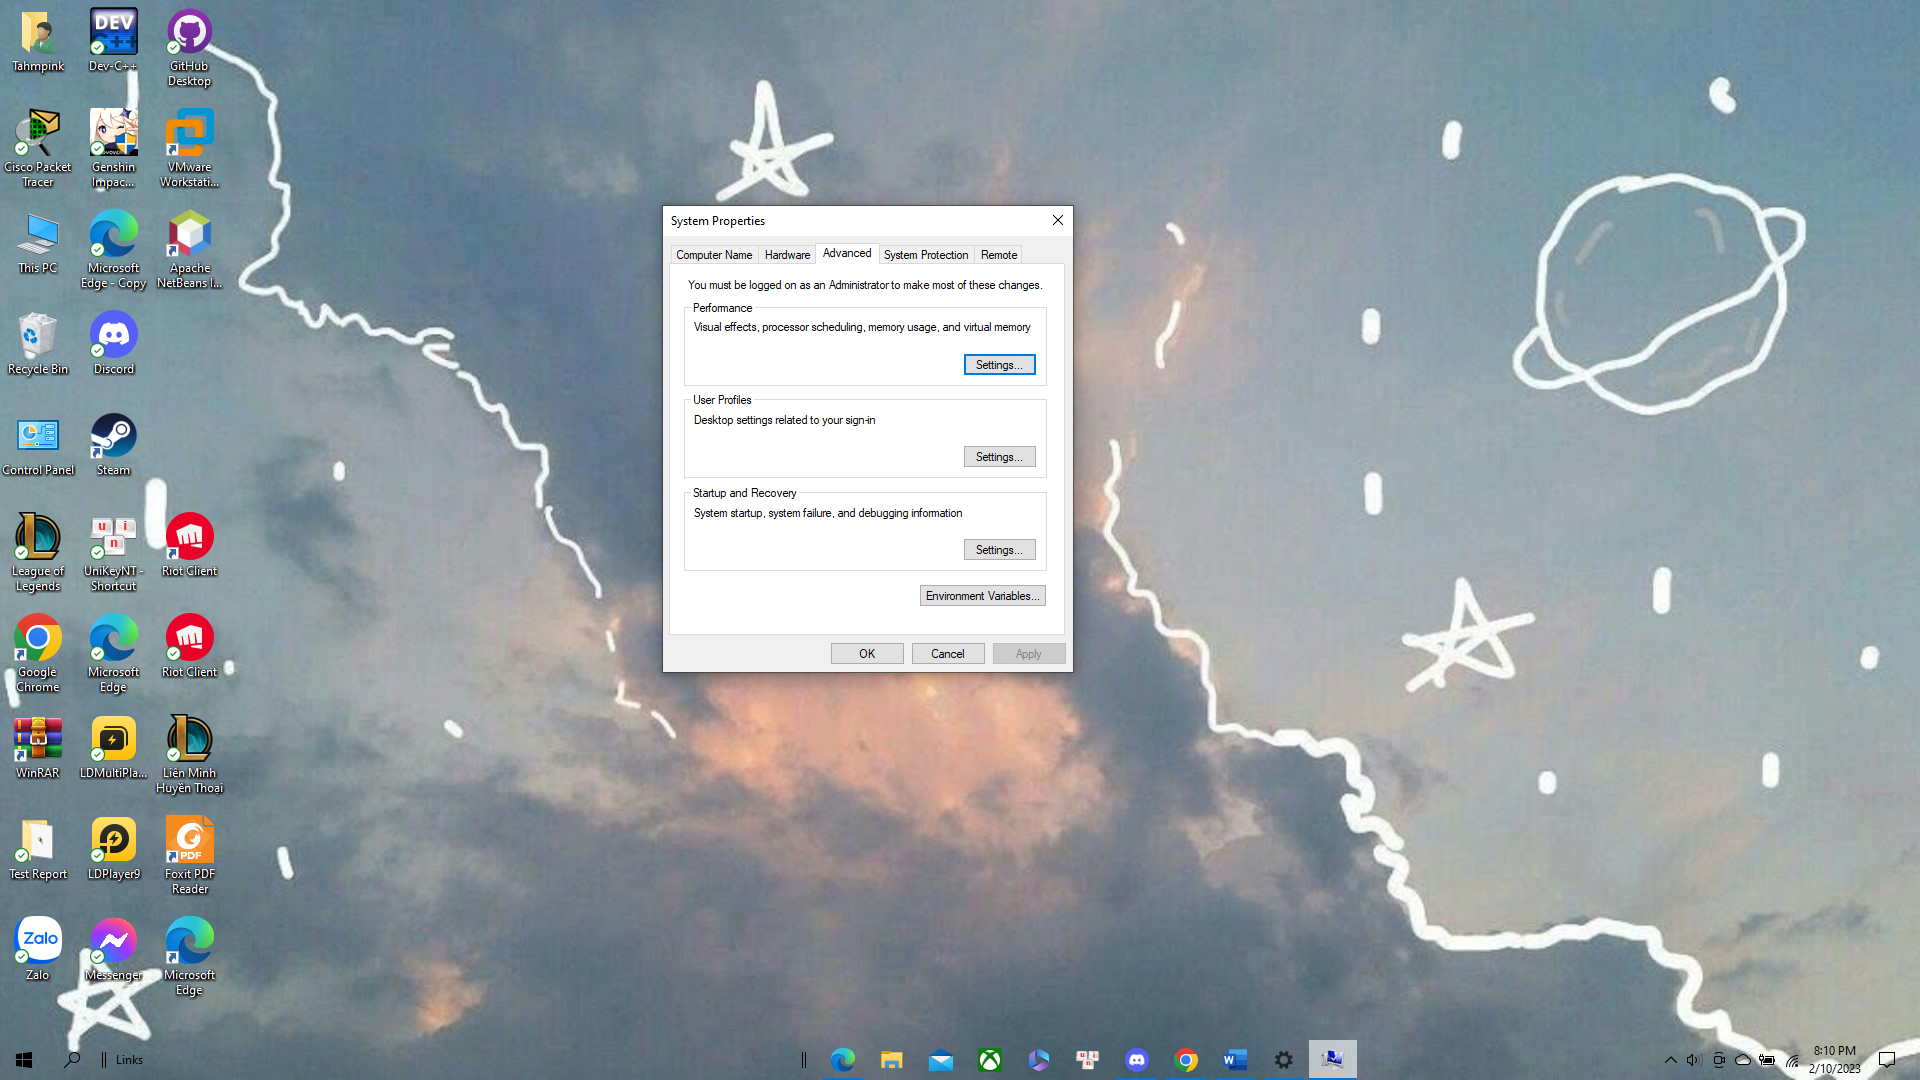 Tahmpink
DEV
C++
Dev-C++
GitHub
Desktop
Cisco Packet
Tracer
Genshin
Impac...
VMware
Workstati...
This PC
Microsoft
Edge - Copy
Apache
NetBeans I...
Recycle Bin
Discord
Control Panel
Steam
League of
Legends
u i
n
UniKeyNT -
Shortcut
Riot Client
Google
Chrome
Microsoft
Edge
Riot Client
WinRAR
LDMultiPla...
Liên Minh
Huyền Thoại
Test Report
LDPlayer9
PDF
Foxit PDF
Reader
Zalo
Zalo
Messenger
Microsoft
Edge
System Properties
Computer Name
Hardware
Advanced
System Protection
Remote
You must be logged on as an Administrator to make most of these changes.
Performance
Visual effects, processor scheduling, memory usage, and virtual memory
Settings...
User Profiles
Desktop settings related to your sign-in
Settings...
Startup and Recovery
System startup, system failure, and debugging information
Settings...
Environment Variables...
OK
Cancel
Apply
Links
u i
n
W
8:10 PM
2/10/2023